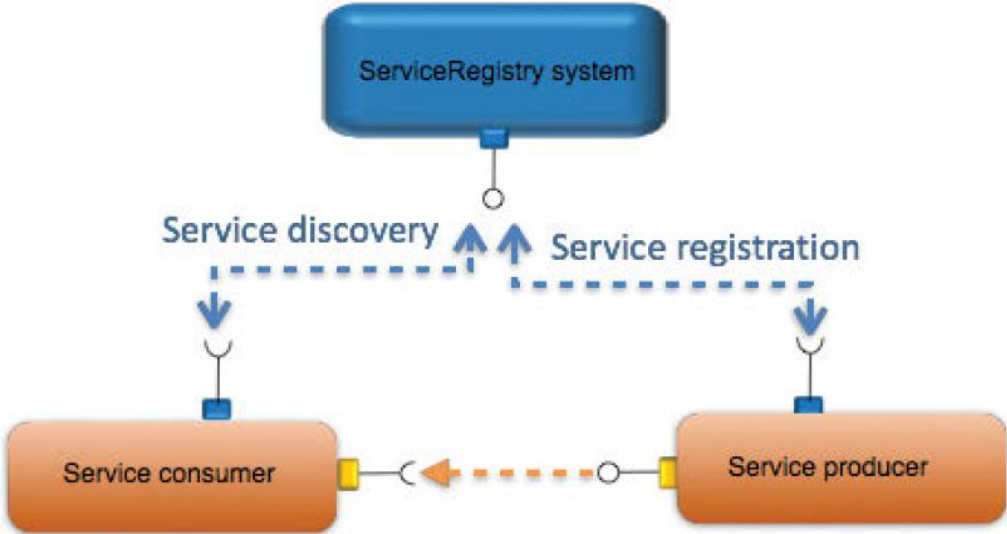 ServiceRegistry system
Service discovery
Service registration
Service consumer
Service producer